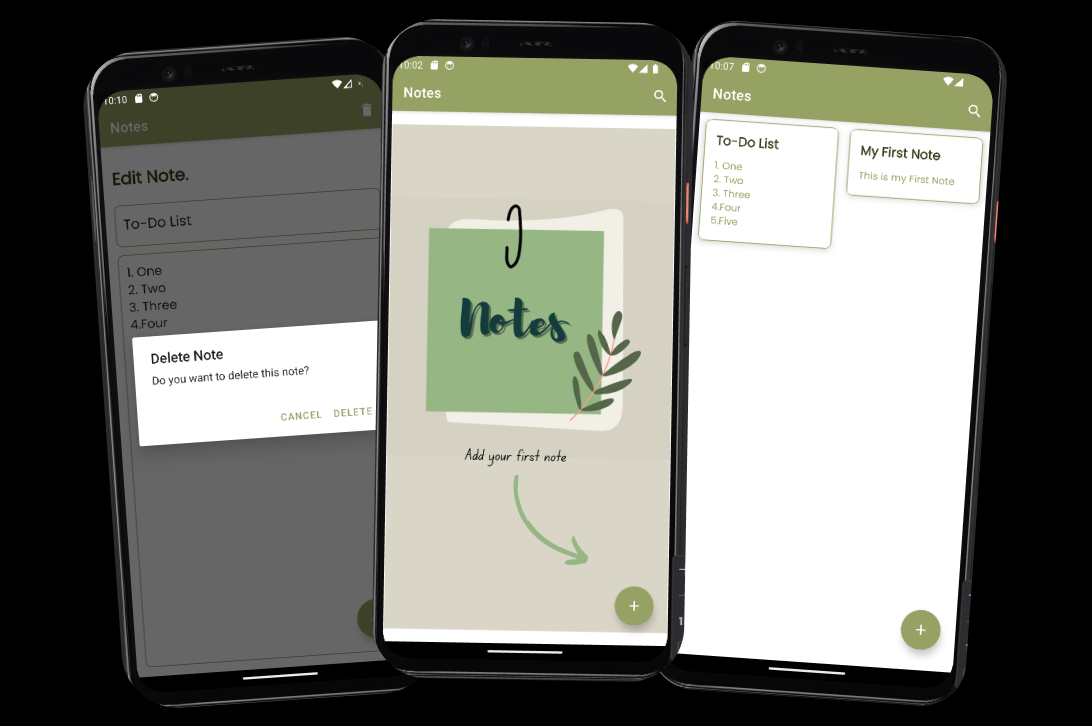 10:10
Notes
Edit Note.
To-Do List
1. One
2. Two
3. Three
4.Four
Delete Note
Do you want to delete this note?
CANCEL DELETE
10:02
Notes
Notes
Add your first note
+
10:07
Notes
To-Do List
1. One
2. Two
3. Three
4.Four
5.Five
My First Note
This is my First Note
+